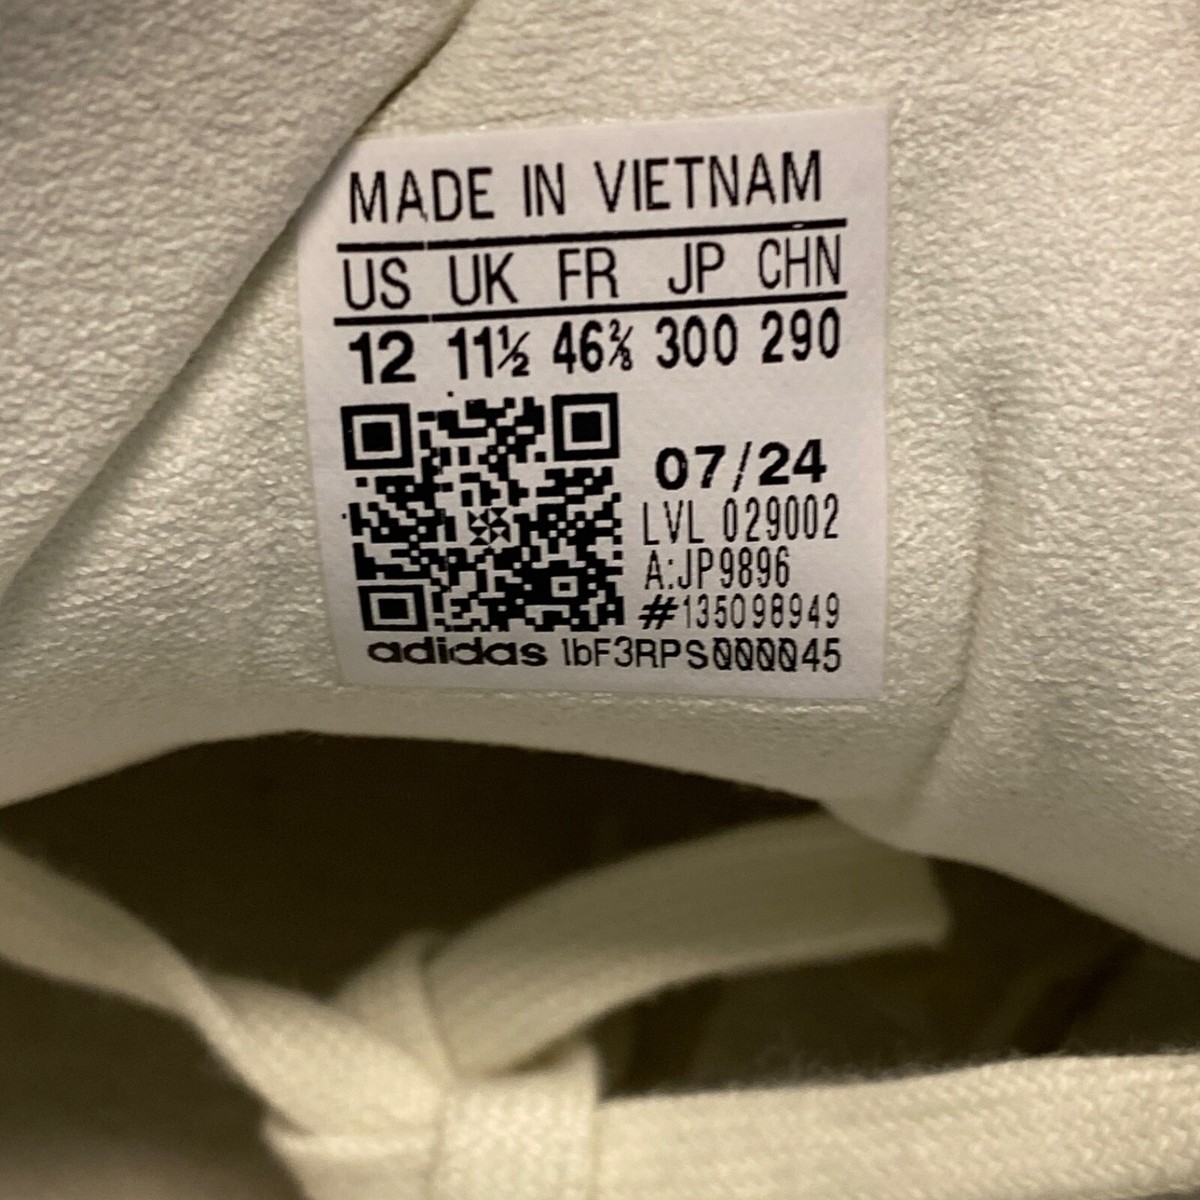 MADE IN VIETNAM
US UK FR JP CHN
12 11½ 46⅔ 300 290
07/24
LVL 029002
A:JP9896
#135098949
adidas 1bF3RPS000045